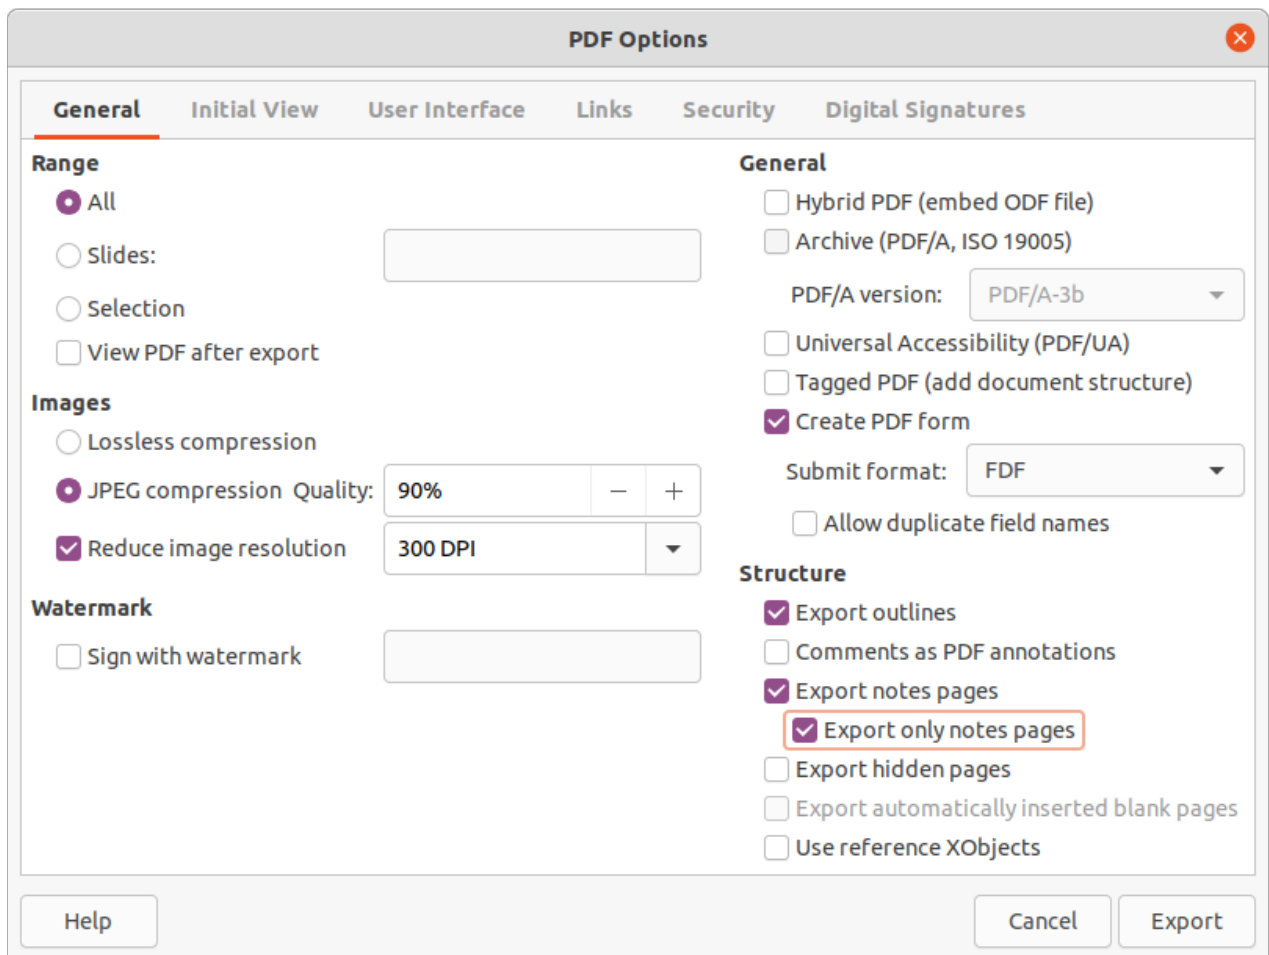 PDF Options
General Initial View User Interface Links Security Digital Signatures
Range
All
Slides:
Selection
View PDF after export
Images
Lossless compression
JPEG compression Quality: 90%
Reduce image resolution 300 DPI
Watermark
Sign with watermark
General
Hybrid PDF (embed ODF file)
Archive (PDF/A, ISO 19005)
PDF/A version: PDF/A-3b
Universal Accessibility (PDF/UA)
Tagged PDF (add document structure)
Create PDF form
Submit format: FDF
Allow duplicate field names
Structure
Export outlines
Comments as PDF annotations
Export notes pages
Export only notes pages
Export hidden pages
Export automatically inserted blank pages
Use reference XObjects
Help Cancel Export